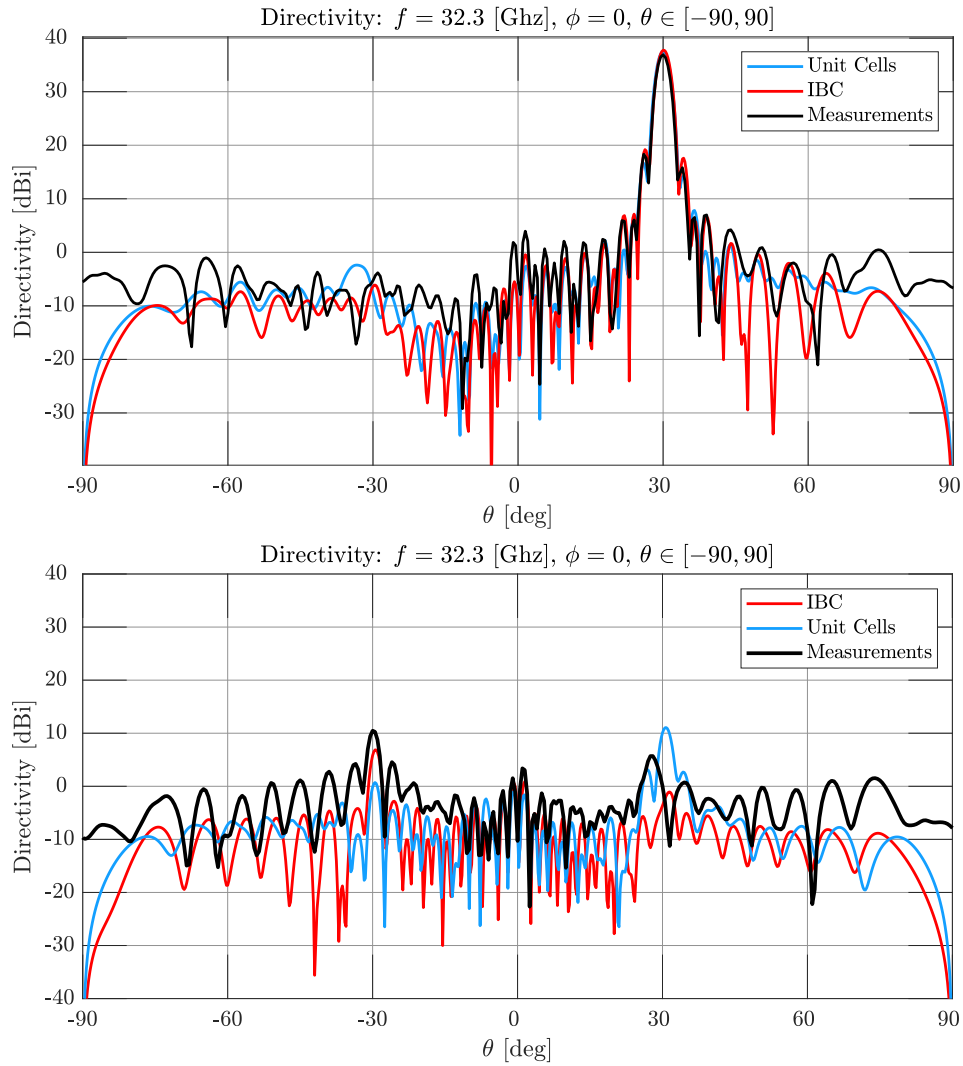 Directivity: f = 32.3 [Ghz], ϕ = 0, θ ∈ [−90, 90]
40
30
20
10
0
-10
-20
-30
Directivity [dBi]
Unit Cells
IBC
Measurements
-90
-60
-30
0
30
60
90
θ [deg]
Directivity: f = 32.3 [Ghz], ϕ = 0, θ ∈ [−90, 90]
40
30
20
10
0
-10
-20
-30
-40
Directivity [dBi]
IBC
Unit Cells
Measurements
-90
-60
-30
0
30
60
90
θ [deg]